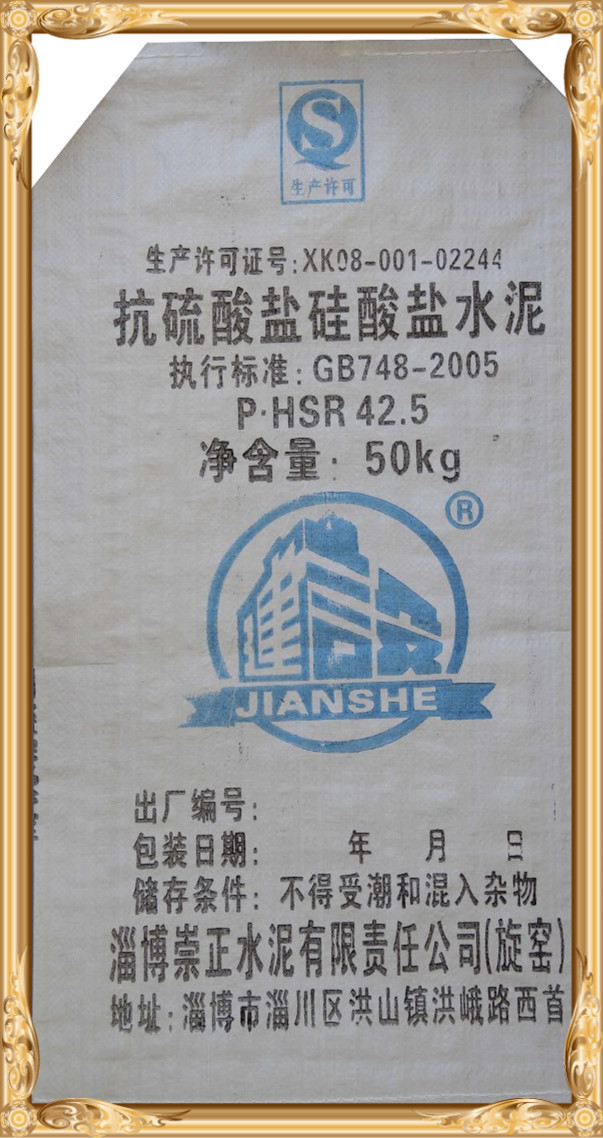 生产许可
生产许可证号:XK08-001-02244
抗硫酸盐硅酸盐水泥
执行标准:GB748-2005
P·HSR 42.5
净含量: 50kg
®
JIANSHE
出厂编号:
包装日期: 年 月 日
储存条件: 不得受潮和混入杂物
淄博崇正水泥有限责任公司(旋窑)
地址:淄博市淄川区洪山镇洪峨路西首